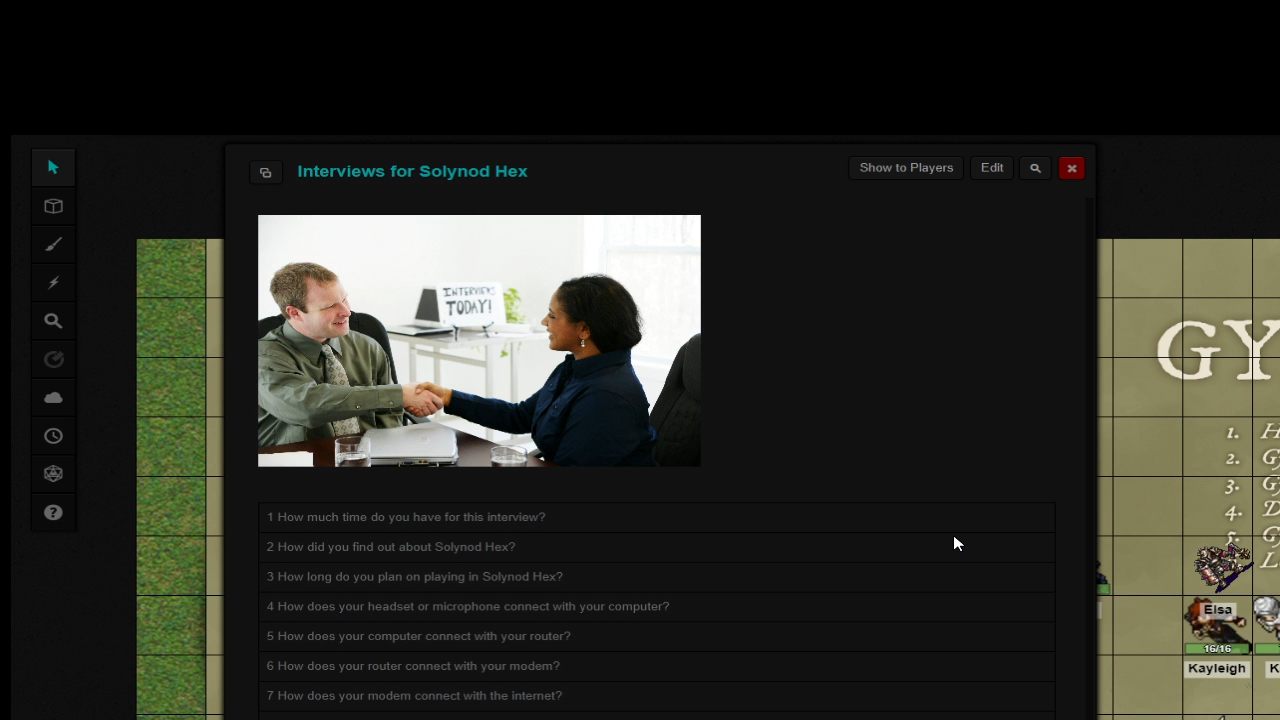 Interviews for Solynod Hex
Show to Players
Edit
INTERVIEWS
TODAY!
GY
1 How much time do you have for this interview?
2 How did you find out about Solynod Hex?
3 How long do you plan on playing in Solynod Hex?
4 How does your headset or microphone connect with your computer?
5 How does your computer connect with your router?
6 How does your router connect with your modem?
7 How does your modem connect with the internet?
1. H
2. G
3. G
4. D
5. G
L
Elsa
16/16
Kayleigh
K